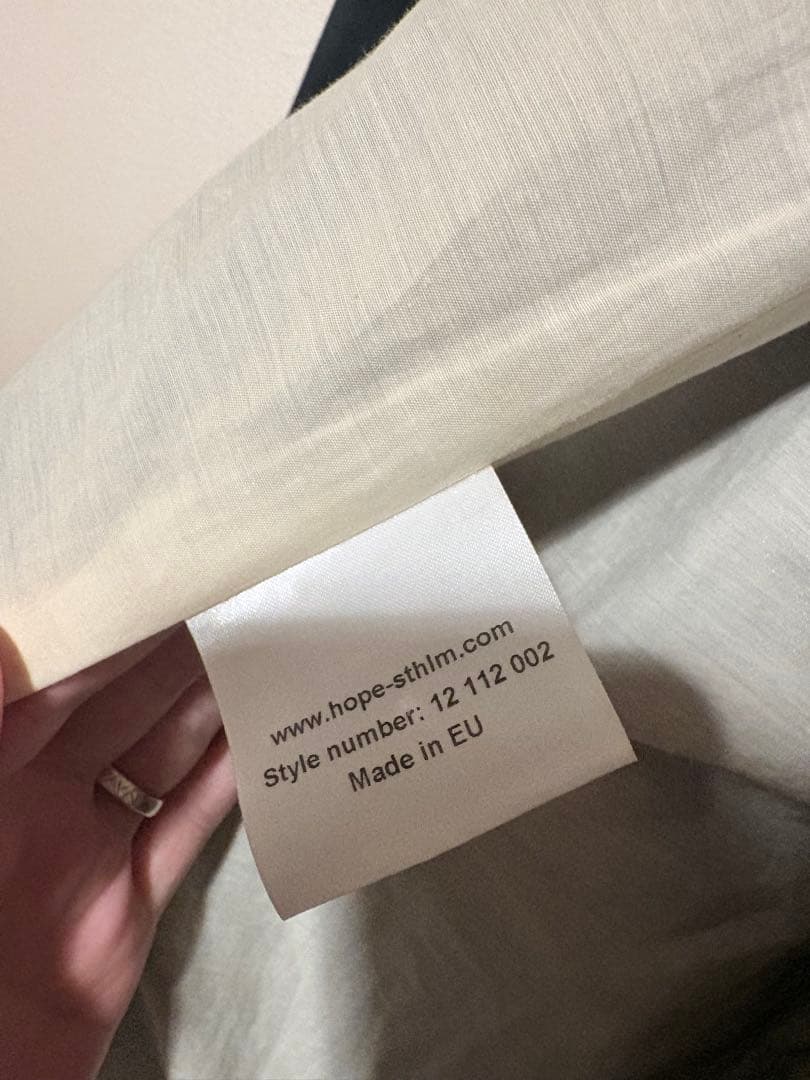 www.hope-sthlm.com
Style number: 12 112 002
Made in EU